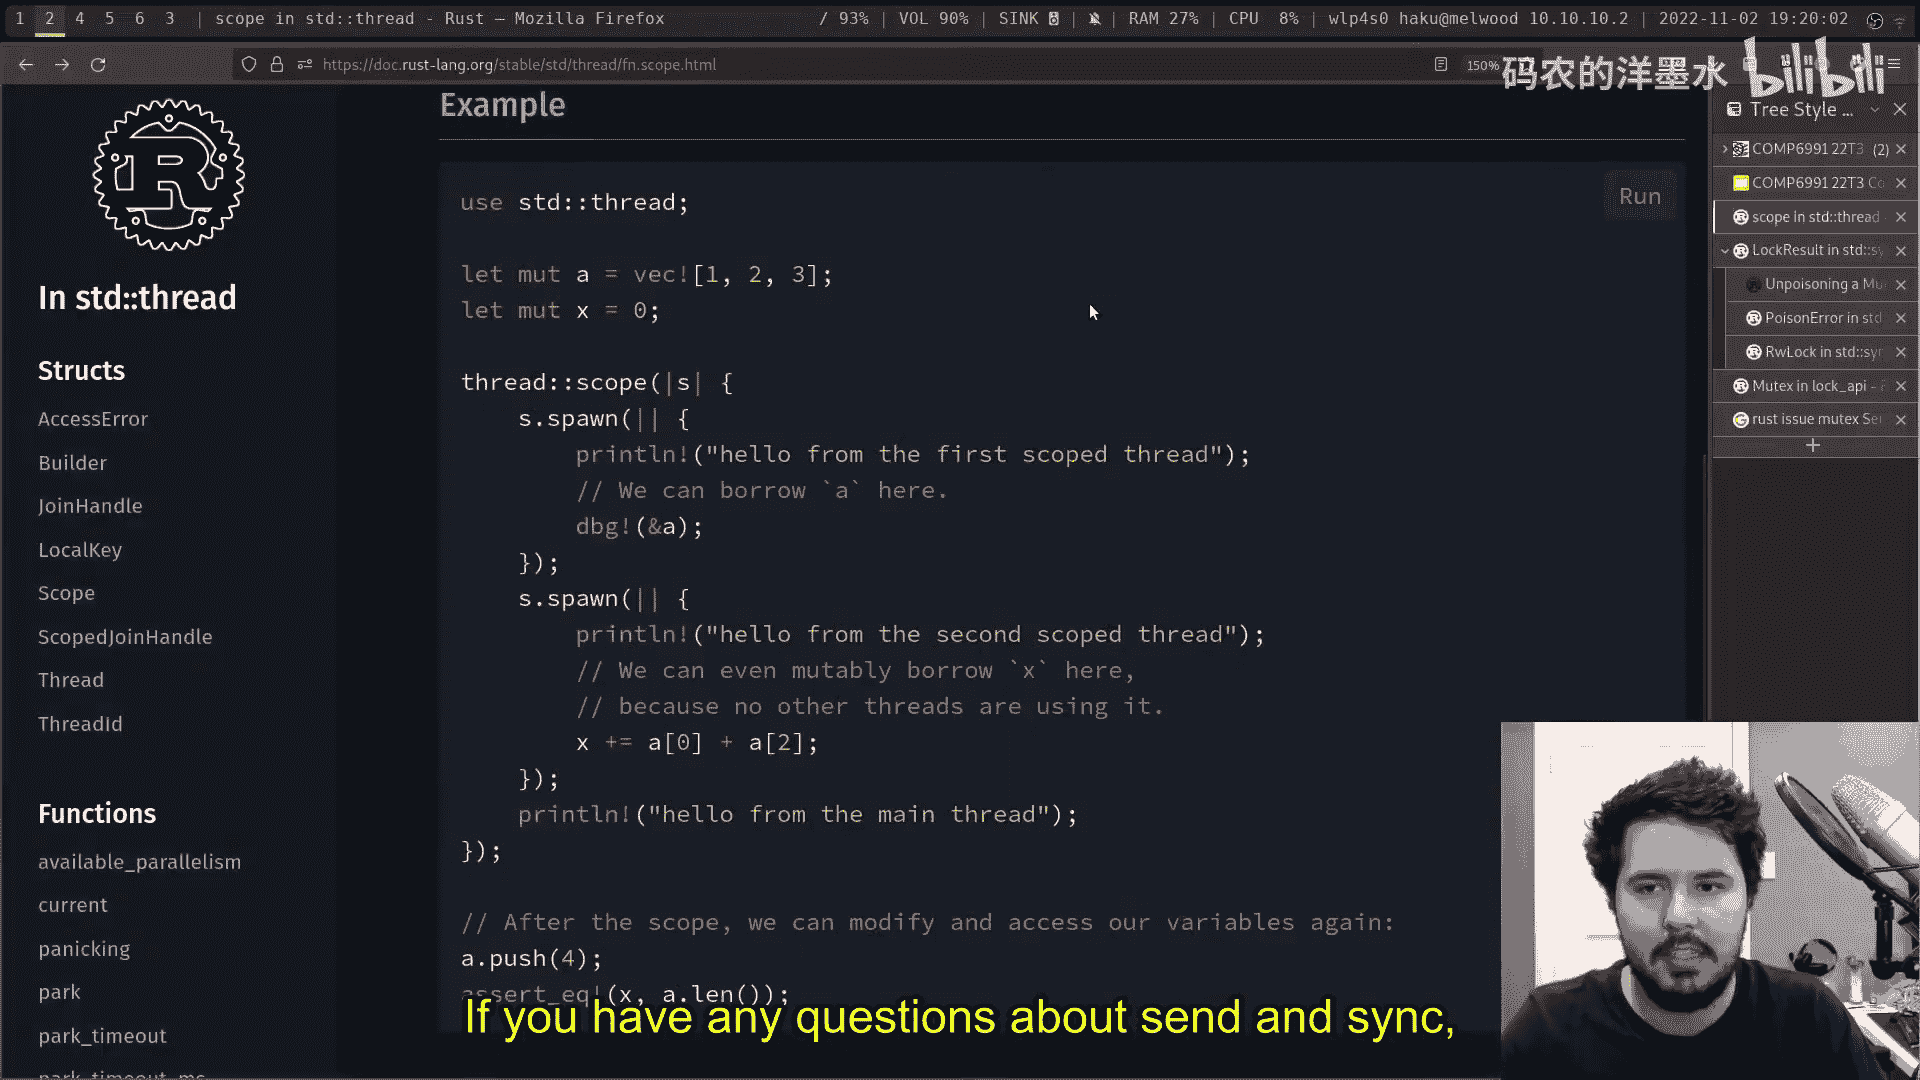 1 2 4 5 6 3 | scope in std::thread - Rust — Mozilla Firefox
/ 93% | VOL 90% | SINK | | RAM 27% | CPU 8% | wlp4s0 haku@melwood 10.10.10.2 | 2022-11-02 19:20:02
https://doc.rust-lang.org/stable/std/thread/fn.scope.html
150%
码农的洋墨水 bilibili
Tree Style ...
COMP6991 22T3 (2)
COMP6991 22T3 Co
scope in std::thread
LockResult in std::sy
Unpoisoning a Mu
PoisonError in std
RwLock in std::syn
Mutex in lock_api -
rust issue mutex Se
In std::thread
Structs
AccessError
Builder
JoinHandle
LocalKey
Scope
ScopedJoinHandle
Thread
ThreadId
Functions
available_parallelism
current
panicking
park
park_timeout
park_timeout_ms
Example
Run
use std::thread;
let mut a = vec![1, 2, 3];
let mut x = 0;
thread::scope(|s| {
    s.spawn(|| {
        println!("hello from the first scoped thread");
        // We can borrow `a` here.
        dbg!(&a);
    });
    s.spawn(|| {
        println!("hello from the second scoped thread");
        // We can even mutably borrow `x` here,
        // because no other threads are using it.
        x += a[0] + a[2];
    });
    println!("hello from the main thread");
});
// After the scope, we can modify and access our variables again:
a.push(4);
assert_eq!(x, a.len());
If you have any questions about send and sync,